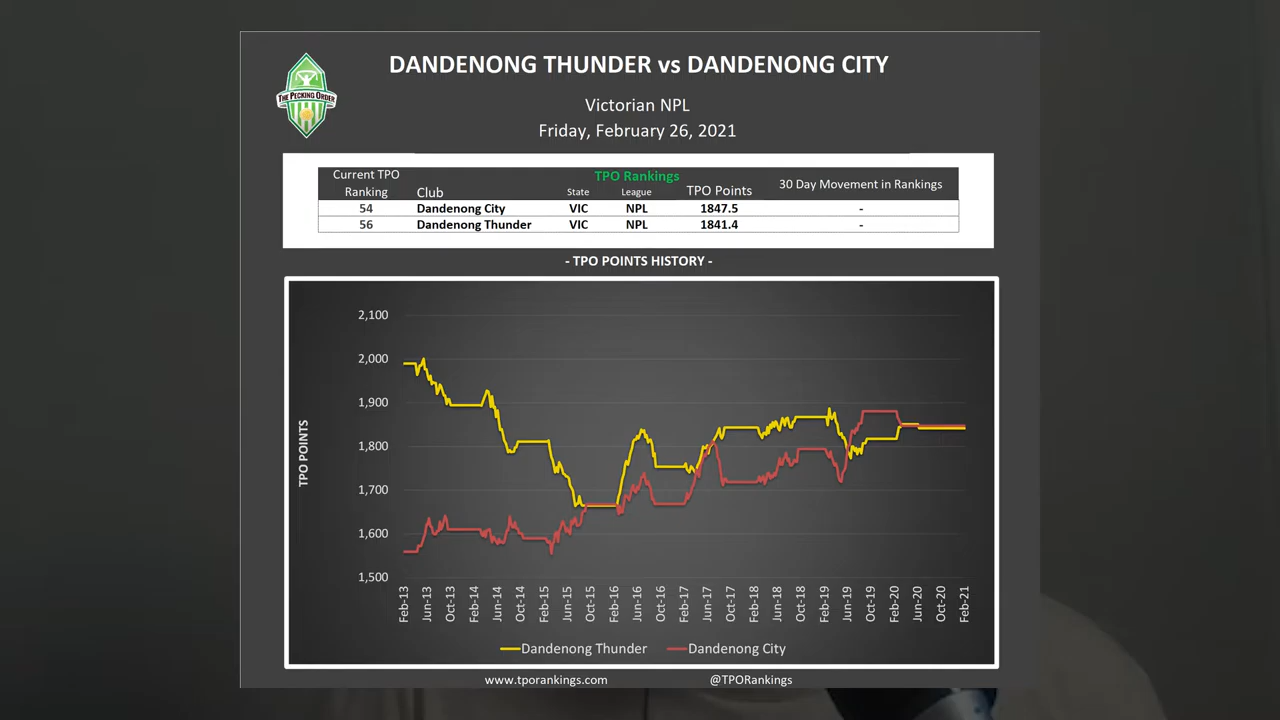 DANDENONG THUNDER vs DANDENONG CITY
THE PECKING ORDER
Victorian NPL
Friday, February 26, 2021
Current TPO Ranking Club TPO Rankings State League TPO Points 30 Day Movement in Rankings
54 Dandenong City VIC NPL 1847.5 -
56 Dandenong Thunder VIC NPL 1841.4 -
- TPO POINTS HISTORY -
TPO POINTS
2,100
2,000
1,900
1,800
1,700
1,600
1,500
Feb-13 Jun-13 Oct-13 Feb-14 Jun-14 Oct-14 Feb-15 Jun-15 Oct-15 Feb-16 Jun-16 Oct-16 Feb-17 Jun-17 Oct-17 Feb-18 Jun-18 Oct-18 Feb-19 Jun-19 Oct-19 Feb-20 Jun-20 Oct-20 Feb-21
Dandenong Thunder Dandenong City
www.tporankings.com @TPORankings